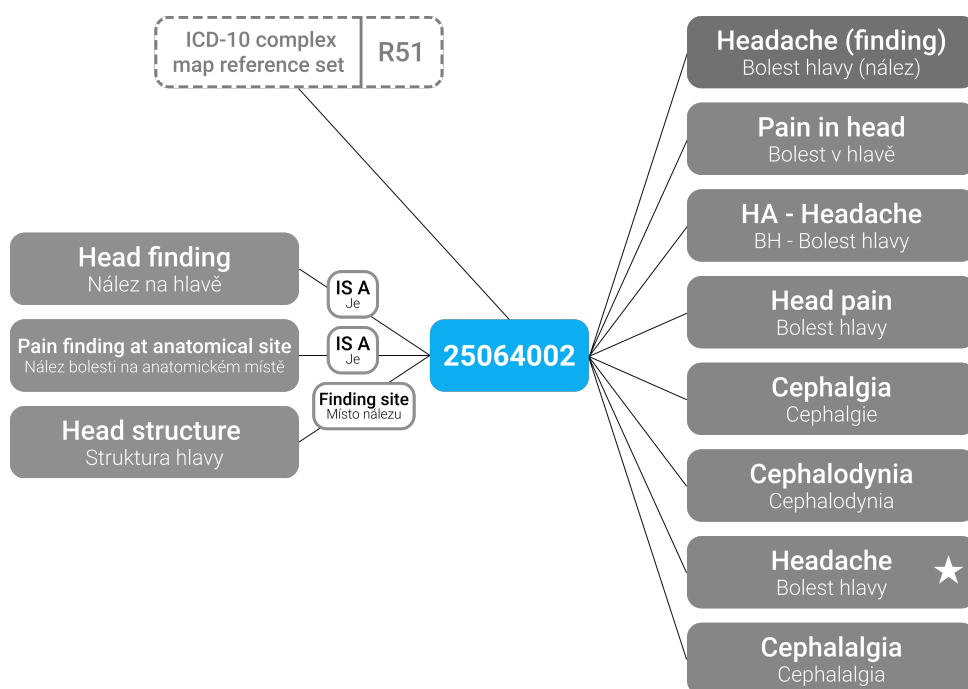 ICD-10 complex
map reference set
R51
Head finding
Nález na hlavě
Pain finding at anatomical site
Nález bolesti na anatomickém místě
Head structure
Struktura hlavy
IS A
Je
IS A
Je
Finding site
Místo nálezu
25064002
Headache (finding)
Bolest hlavy (nález)
Pain in head
Bolest v hlavě
HA - Headache
BH - Bolest hlavy
Head pain
Bolest hlavy
Cephalgia
Cephalgie
Cephalodynia
Cephalodynia
Headache
Bolest hlavy
Cephalalgia
Cephalalgia